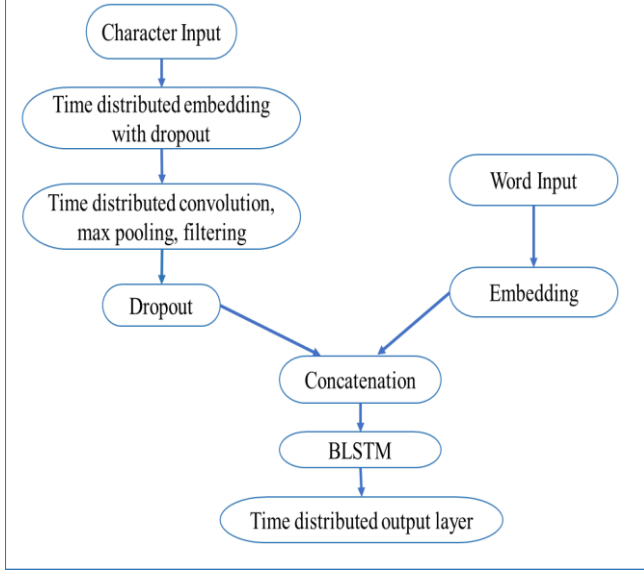 Character Input
Time distributed embedding
with dropout
Time distributed convolution,
max pooling, filtering
Word Input
Dropout
Embedding
Concatenation
BLSTM
Time distributed output layer